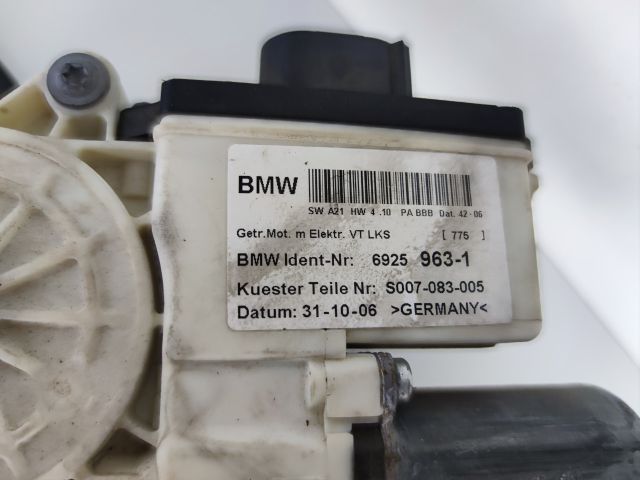 BMW
SW A21 HW 4 .10 PA BBB Dat. 42-06
Getr.Mot. m Elektr. VT LKS [ 775 ]
BMW Ident-Nr: 6925 963-1
Kuester Teile Nr: S007-083-005
Datum: 31-10-06 >GERMANY<